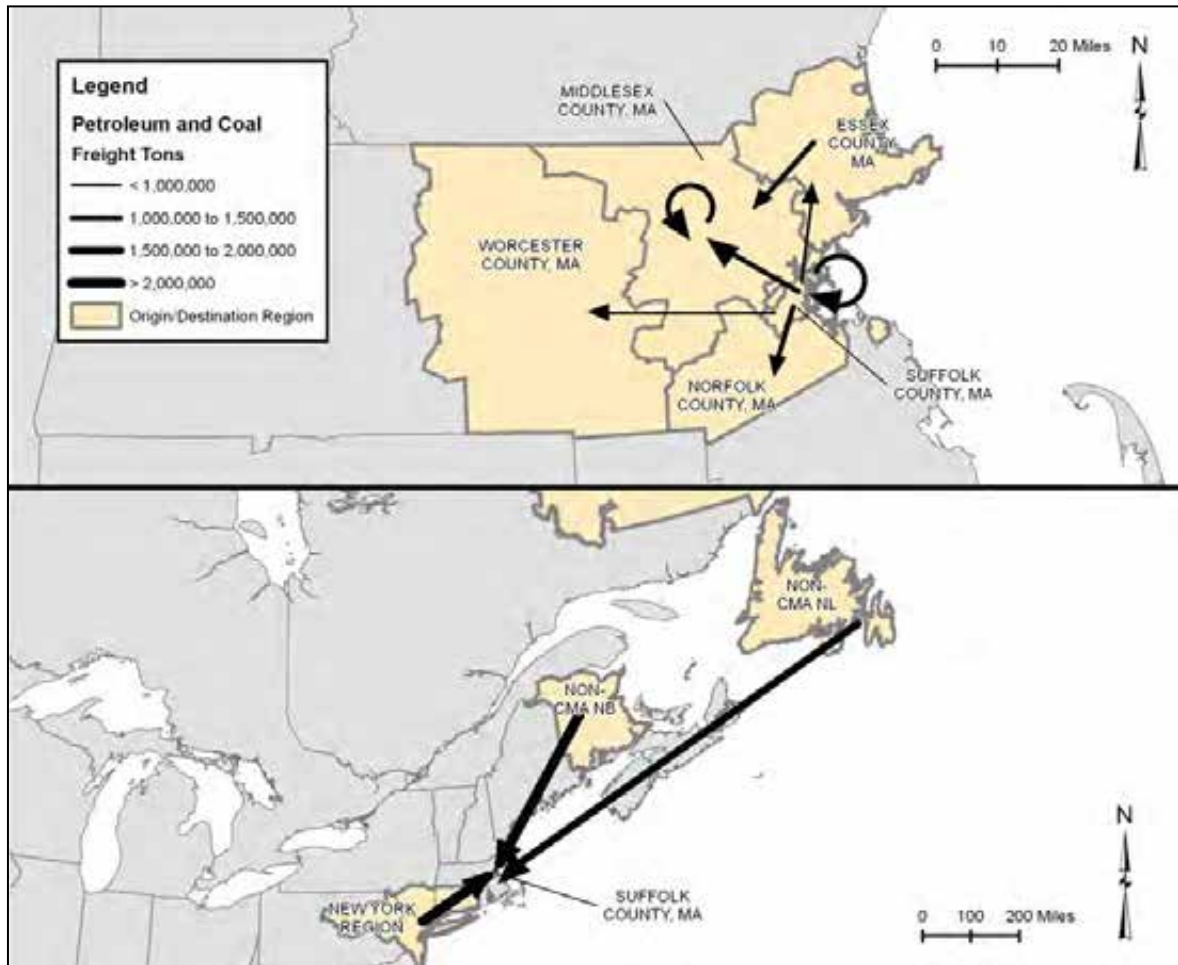 Legend
Petroleum and Coal
Freight Tons
< 1,000,000
1,000,000 to 1,500,000
1,500,000 to 2,000,000
> 2,000,000
Origin/Destination Region
0 10 20 Miles
N
MIDDLESEX
COUNTY, MA
ESSEX
COUNTY,
MA
WORCESTER
COUNTY, MA
NORFOLK
COUNTY, MA
SUFFOLK
COUNTY, MA
NON-
CMA NL
NON-
CMA NB
NEW YORK
REGION
SUFFOLK
COUNTY, MA
N
0 100 200 Miles